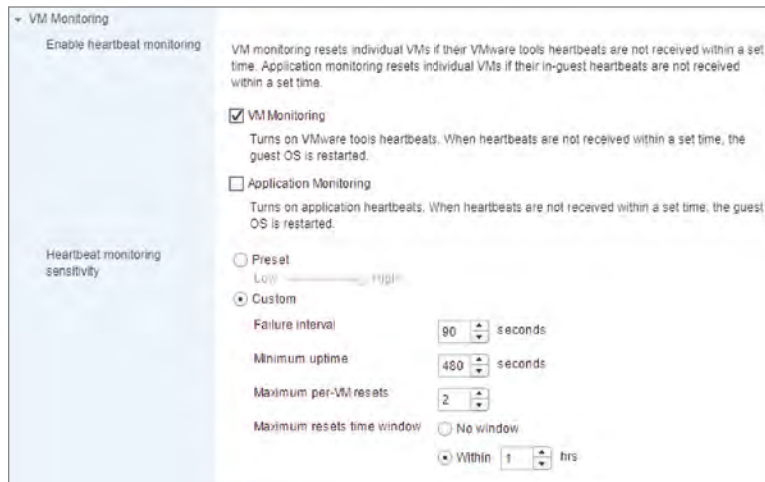 VM Monitoring
Enable heartbeat monitoring
VM monitoring resets individual VMs if their VMware tools heartbeats are not received within a set
time. Application monitoring resets individual VMs if their in-guest heartbeats are not received
within a set time.
VM Monitoring
Turns on VMware tools heartbeats. When heartbeats are not received within a set time, the
guest OS is restarted.
Application Monitoring
Turns on application heartbeats. When heartbeats are not received within a set time, the guest
OS is restarted.
Heartbeat monitoring
sensitivity
Preset
Low High
Custom
Failure interval 90 seconds
Minimum uptime 480 seconds
Maximum per-VM resets 2
Maximum resets time window No window
Within 1 hrs